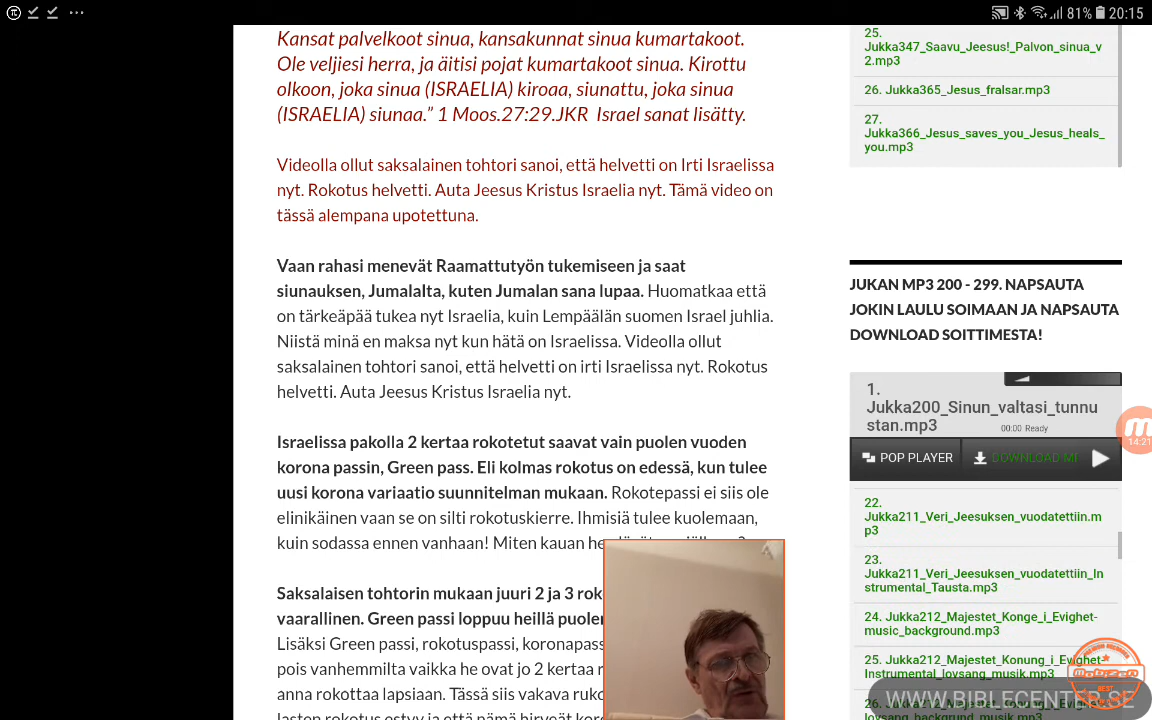 81% 20:15
Kansat palvelkoot sinua, kansakunnat sinua kumartakoot.
Ole veljiesi herra, ja äitisi pojat kumartakoot sinua. Kirottu
olkoon, joka sinua (ISRAELIA) kiroaa, siunattu, joka sinua
(ISRAELIA) siunaa.” 1 Moos.27:29.JKR Israel sanat lisätty.
Videolla ollut saksalainen tohtori sanoi, että helvetti on Irti Israelissa
nyt. Rokotus helvetti. Auta Jeesus Kristus Israelia nyt. Tämä video on
tässä alempana upotettuna.
Vaan rahasi menevät Raamattutyön tukemiseen ja saat
siunauksen, Jumalalta, kuten Jumalan sana lupaa. Huomatkaa että
on tärkeäpää tukea nyt Israelia, kuin Lempäälän suomen Israel juhlia.
Niistä minä en maksa nyt kun hätä on Israelissa. Videolla ollut
saksalainen tohtori sanoi, että helvetti on irti Israelissa nyt. Rokotus
helvetti. Auta Jeesus Kristus Israelia nyt.
Israelissa pakolla 2 kertaa rokotetut saavat vain puolen vuoden
korona passin, Green pass. Eli kolmas rokotus on edessä, kun tulee
uusi korona variaatio suunnitelman mukaan. Rokotepassi ei siis ole
elinikäinen vaan se on silti rokotuskierre. Ihmisiä tulee kuolemaan,
kuin sodassa ennen vanhaan! Miten kauan
Saksalaisen tohtorin mukaan juuri 2 ja 3 rok
vaarallinen. Green passi loppuu heillä puolen
Lisäksi Green passi, rokotuspassi, koronapass
pois vanhemmilta vaikka he ovat jo 2 kertaa r
anna rokottaa lapsiaan. Tässä siis vakava ruko
lasten rokotus estyy ja että nämä hirveät
25.
Jukka347_Saavu_Jeesus!_Palvon_sinua_v
2.mp3
26. Jukka365_Jesus_fralsar.mp3
27.
Jukka366_Jesus_saves_you_Jesus_heals_
you.mp3
JUKAN MP3 200 - 299. NAPSAUTA
JOKIN LAULU SOIMAAN JA NAPSAUTA
DOWNLOAD SOITTIMESTA!
1.
Jukka200_Sinun_valtasi_tunnu
stan.mp3
00:00 Ready
POP PLAYER DOWNLOAD
14:21
22.
Jukka211_Veri_Jeesuksen_vuodatettiin.m
p3
23.
Jukka211_Veri_Jeesuksen_vuodatettiin_In
strumental_Tausta.mp3
24. Jukka212_Majestet_Konge_i_Evighet-
music_background.mp3
25. Jukka212_Majestet_Konung_i_Evighet-
Instrumental_lovsang_musik.mp3
WWW.BIBLECENTER.SE